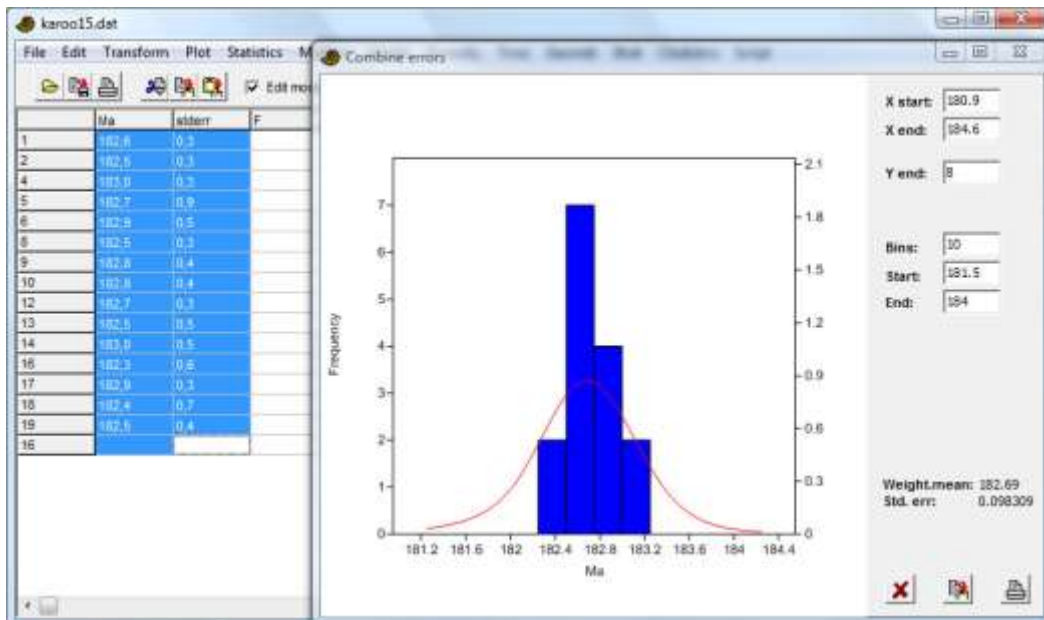 karoo15.dat
File Edit Transform Plot Statistics
Combine errors
Edit
Ma stderr F
1 182,6 0,3
2 182,5 0,3
4 183,0 0,3
5 182,7 0,9
6 182,9 0,5
8 182,5 0,3
9 182,8 0,4
10 182,8 0,4
12 182,7 0,3
13 182,5 0,5
14 183,0 0,5
16 182,3 0,6
17 182,9 0,3
18 182,4 0,7
19 182,5 0,4
16
Frequency
7
6
5
4
3
2
1
0
2.1
1.8
1.5
1.2
0.9
0.6
0.3
0
181.2 181.6 182 182.4 182.8 183.2 183.6 184 184.4
Ma
X start: 180.9
X end: 184.6
Y end: 8
Bins: 10
Start: 181.5
End: 184
Weight.mean: 182.69
Std. err: 0.098309